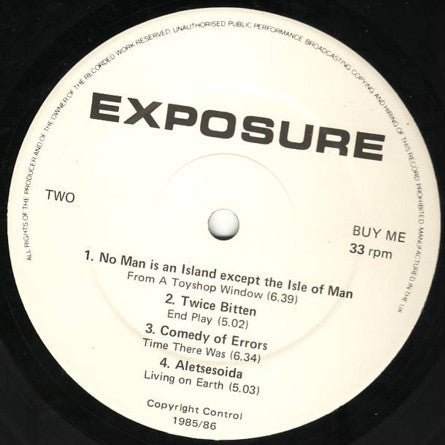 ALL RIGHTS OF THE PRODUCER AND OF THE OWNER OF THE RECORDED WORK RESERVED. UNAUTHORISED PUBLIC PERFORMANCE BROADCASTING COPYING AND HIRING OF THIS RECORD PROHIBITED. MANUFACTURED IN THE U.K.
EXPOSURE
TWO
BUY ME
33 rpm
1. No Man is an Island except the Isle of Man
From A Toyshop Window (6.39)
2. Twice Bitten
End Play (5.02)
3. Comedy of Errors
Time There Was (6.34)
4. Aletsesoida
Living on Earth (5.03)
Copyright Control
1985/86